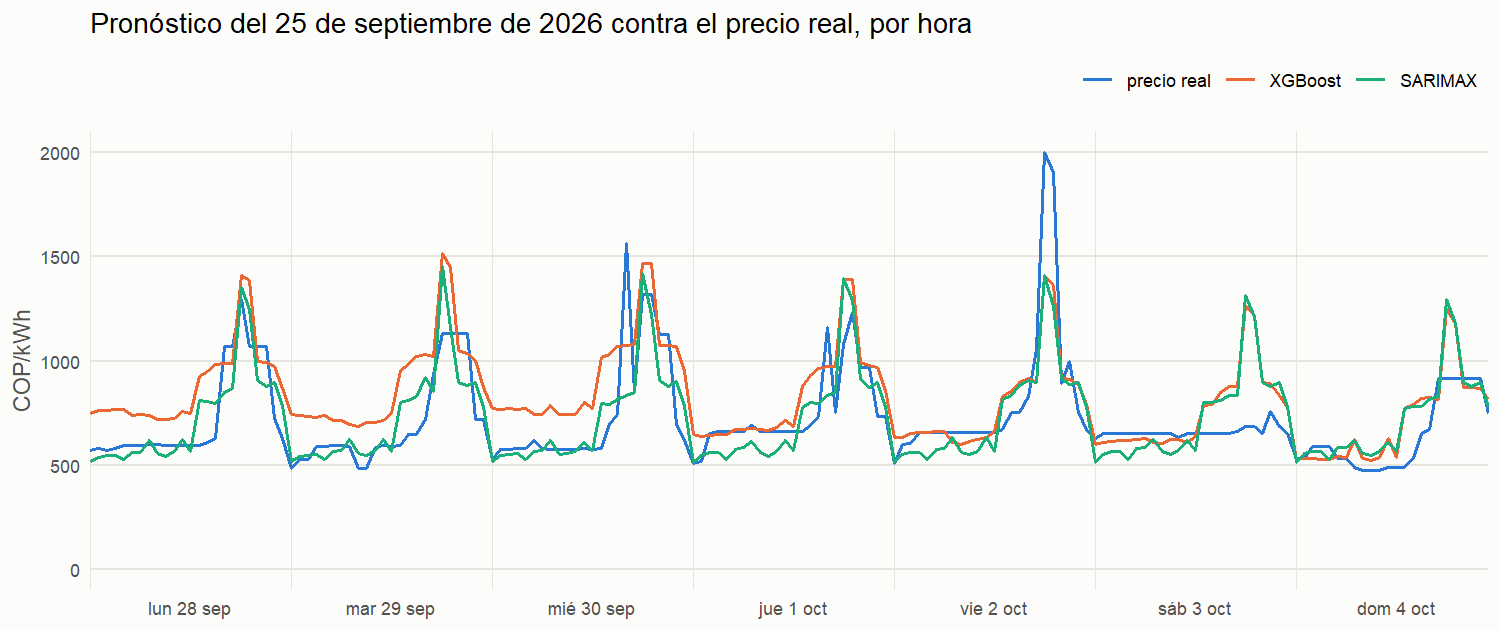 Pronóstico del 25 de septiembre de 2026 contra el precio real, por hora
precio real XGBoost SARIMAX
COP/kWh
2000
1500
1000
500
0
lun 28 sep mar 29 sep mié 30 sep jue 1 oct vie 2 oct sáb 3 oct dom 4 oct